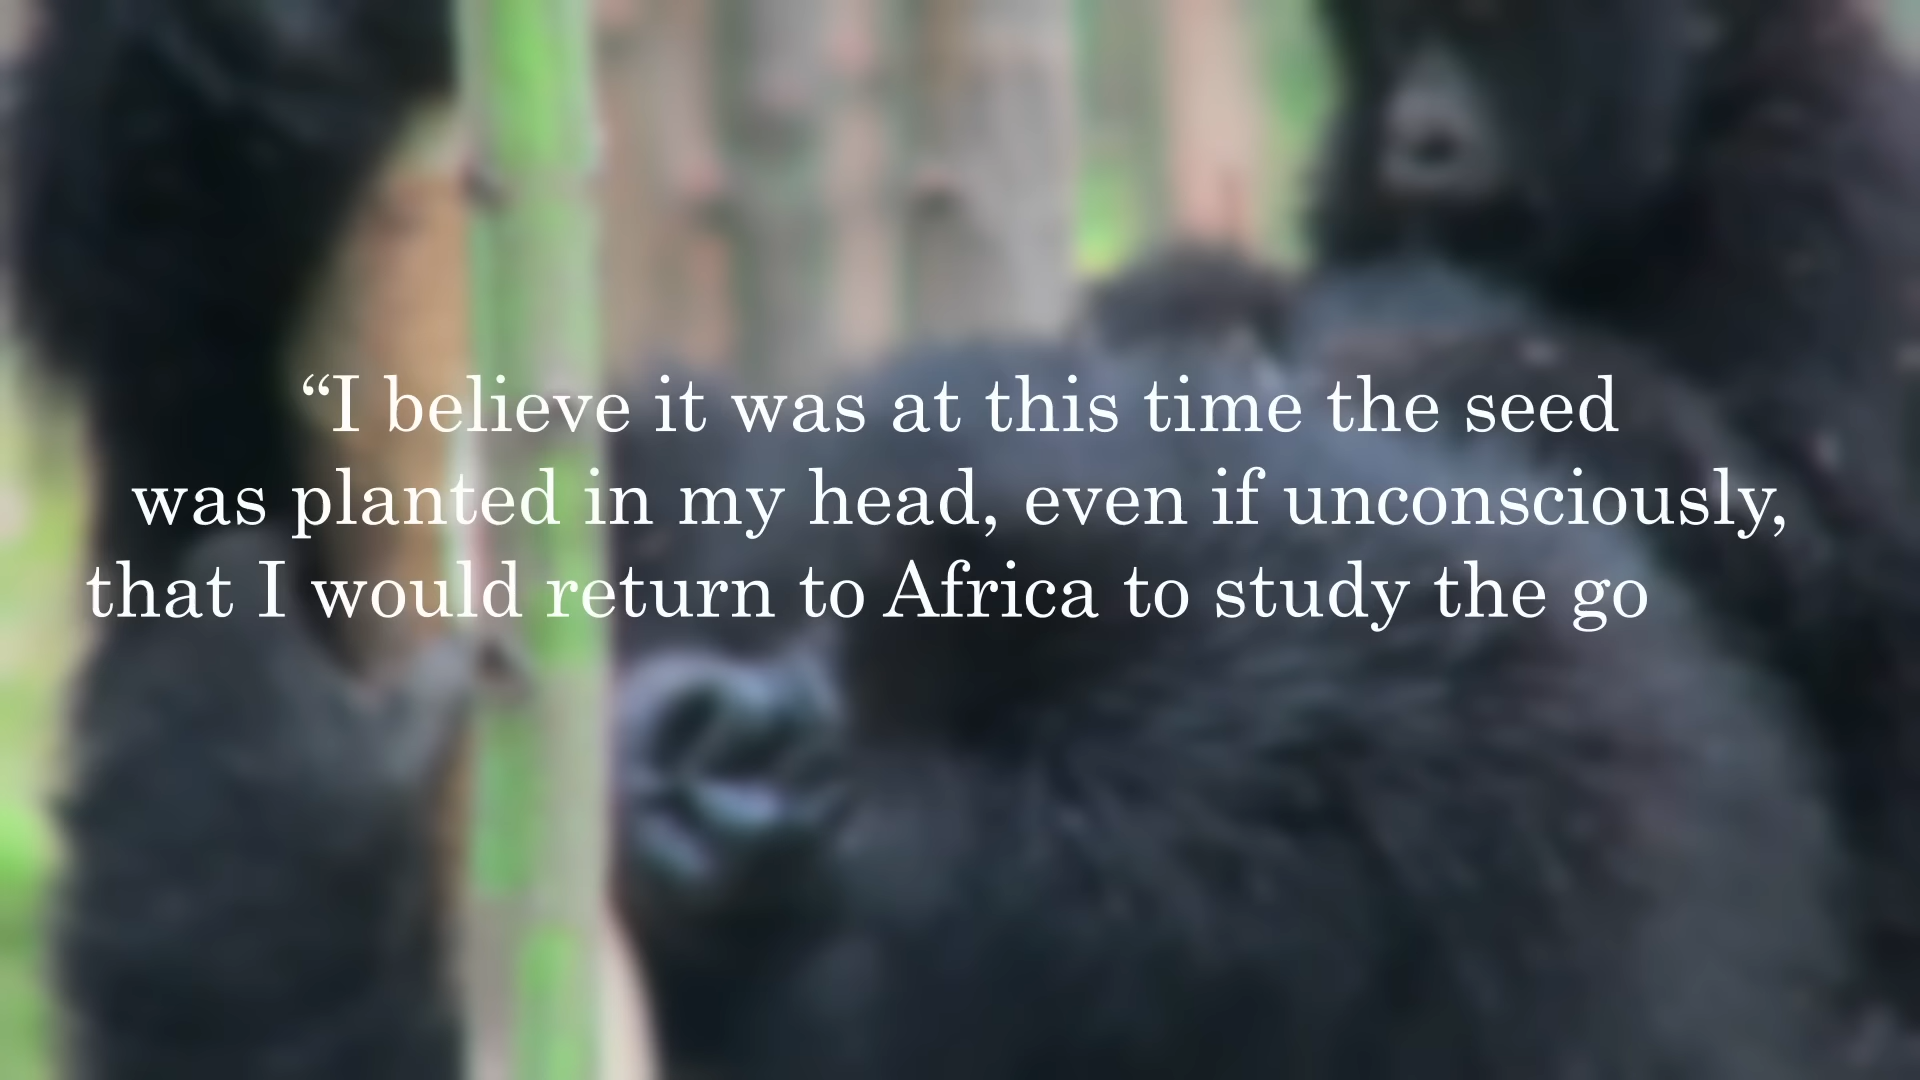 “I believe it was at this time the seed
was planted in my head, even if unconsciously,
that I would return to Africa to study the go